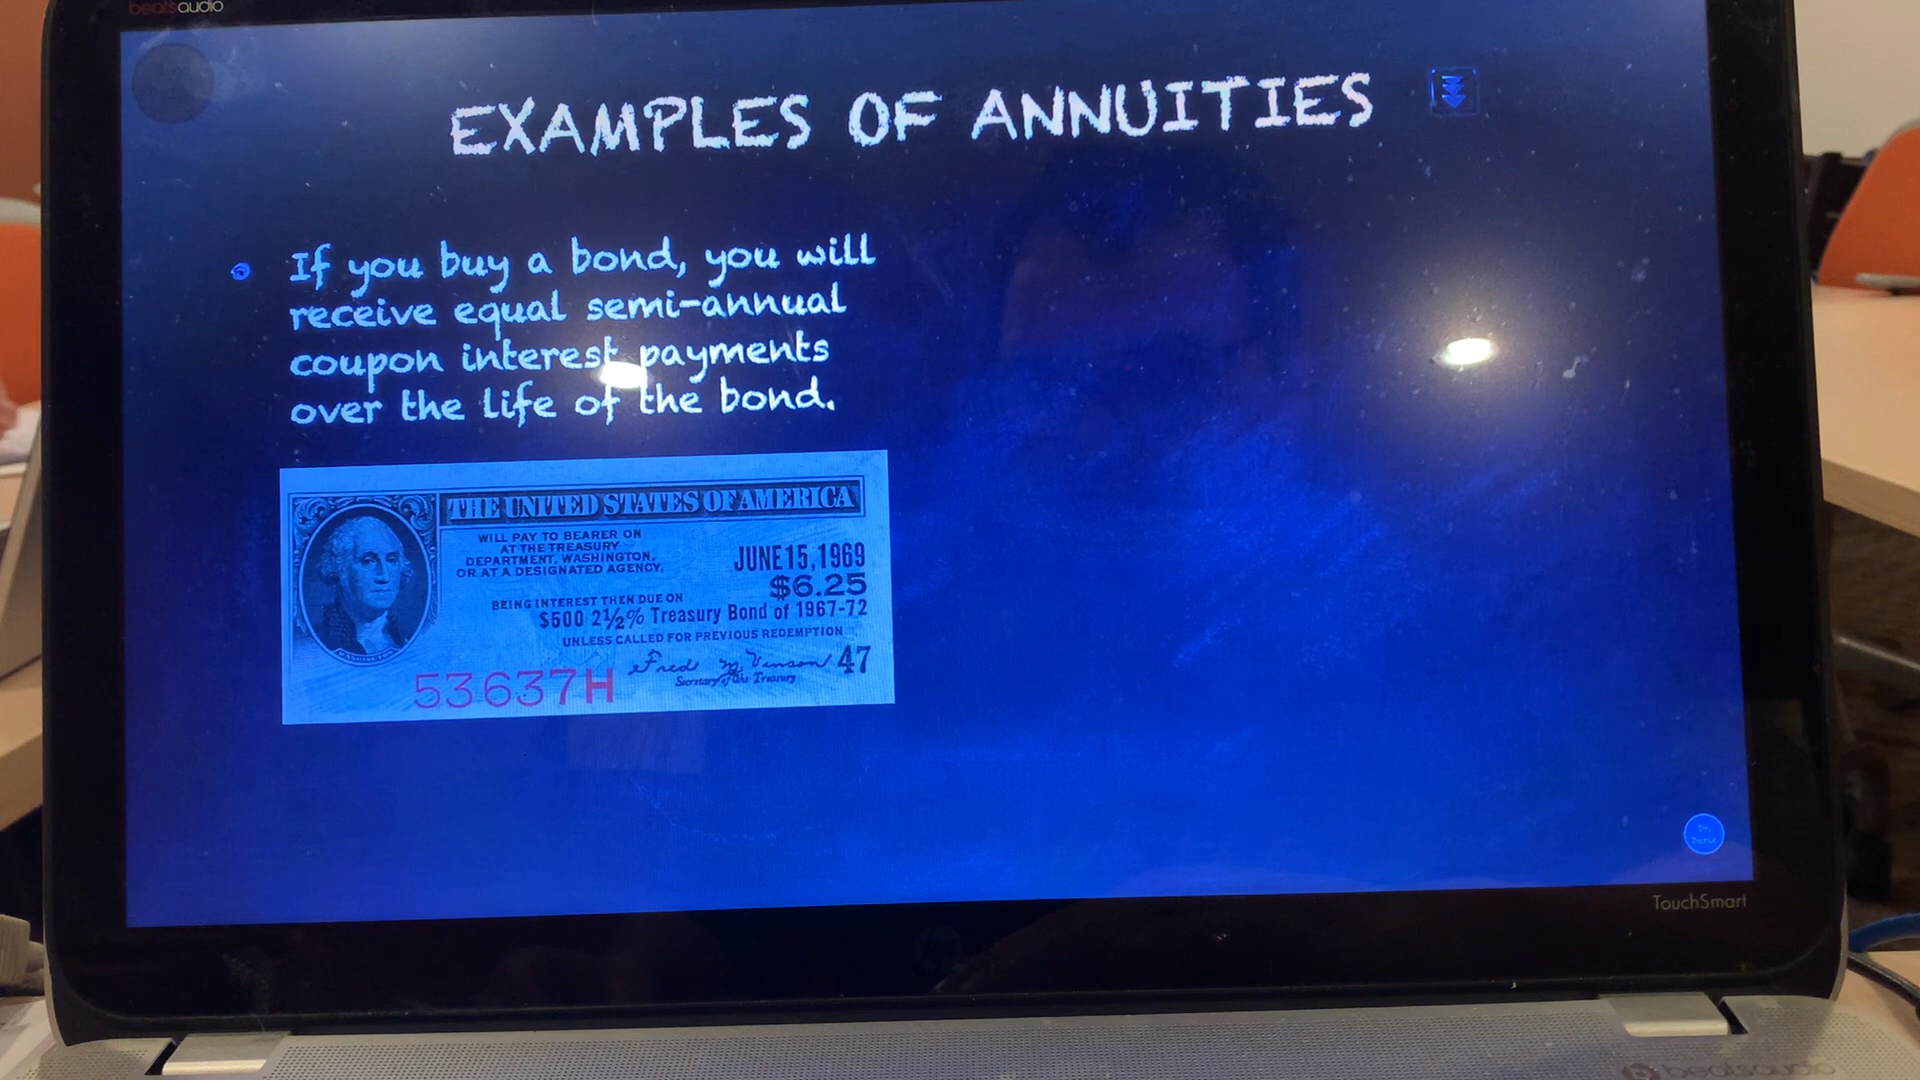 beatsaudio
EXAMPLES OF ANNUITIES
If you buy a bond, you will
receive equal semi-annual
coupon interest payments
over the life of the bond.
THE UNITED STATES OF AMERICA
WILL PAY TO BEARER ON
AT THE TREASURY
DEPARTMENT, WASHINGTON,
OR AT A DESIGNATED AGENCY,
JUNE 15, 1969
$6.25
BEING INTEREST THEN DUE ON
$500 2½% Treasury Bond of 1967-72
UNLESS CALLED FOR PREVIOUS REDEMPTION
WASHINGTON
Fred M Vinson 47
Secretary of the Treasury
53637H
Dr.
TouchSmart
beatsaudio